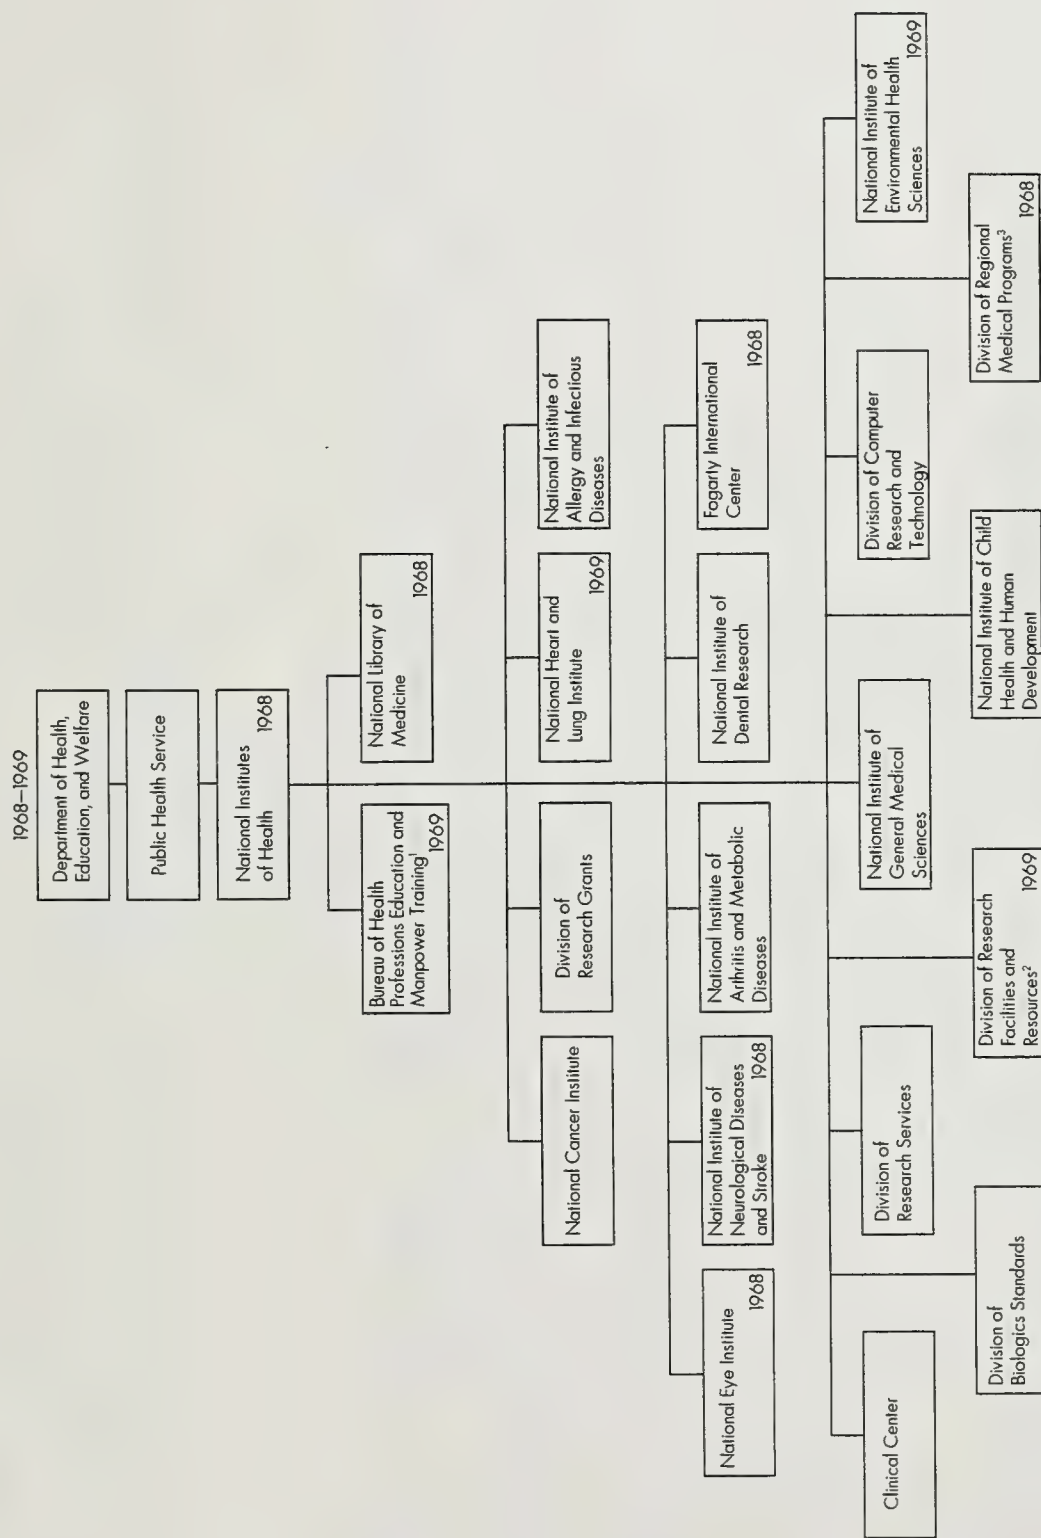 1968–1969
Department of Health,
Education, and Welfare
Public Health Service
National Institutes
of Health 1968
Bureau of Health
Professions Education and
Manpower Training¹
1969
National Library of
Medicine
1968
National Cancer Institute
Division of
Research Grants
National Heart and
Lung Institute
1969
National Institute of
Allergy and Infectious
Diseases
National Eye Institute
1968
National Institute of
Neurological Diseases
and Stroke 1968
National Institute of
Arthritis and Metabolic
Diseases
National Institute of
Dental Research
Fogarty International
Center
1968
Clinical Center
Division of
Research Services
National Institute of
General Medical
Sciences
Division of Computer
Research and
Technology
National Institute of
Environmental Health
Sciences 1969
Division of
Biologics Standards
Division of Research
Facilities and
Resources² 1969
National Institute of Child
Health and Human
Development
Division of Regional
Medical Programs³
1968